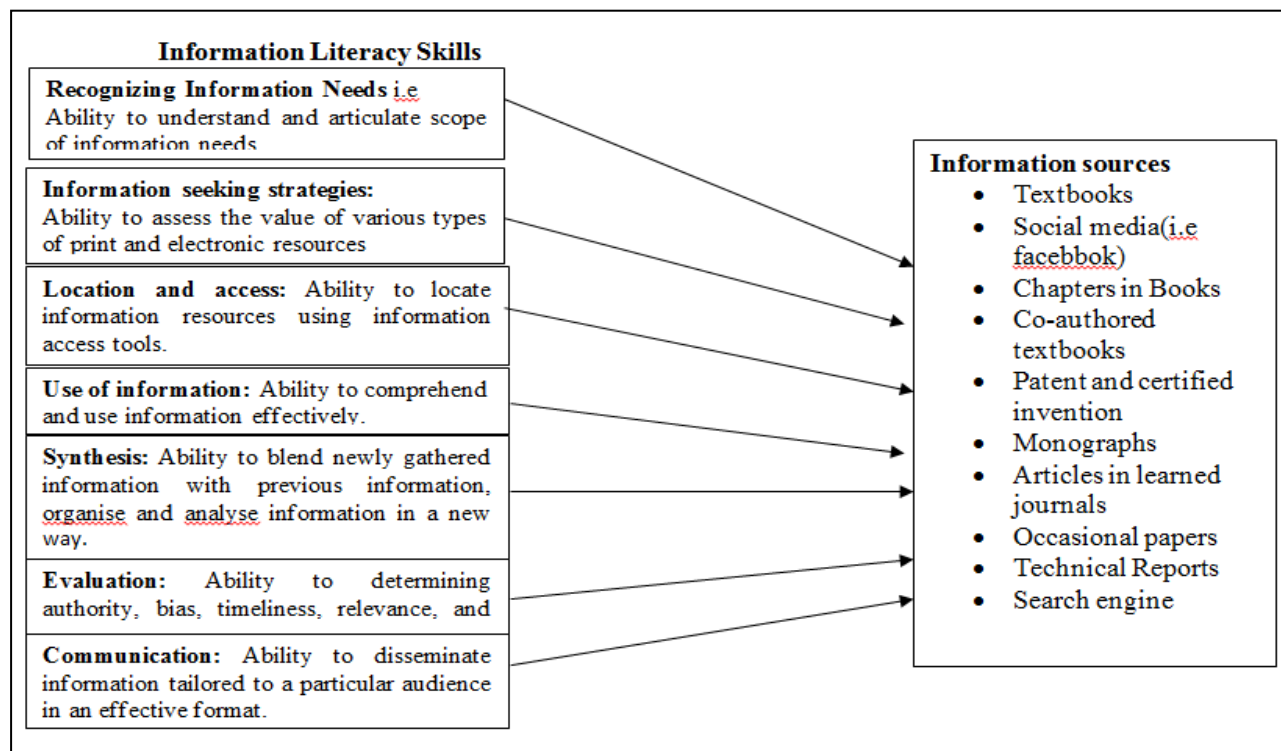 Information Literacy Skills
Recognizing Information Needs i.e
Ability to understand and articulate scope
of information needs
Information seeking strategies:
Ability to assess the value of various types
of print and electronic resources
Location and access: Ability to locate
information resources using information
access tools.
Use of information: Ability to comprehend
and use information effectively.
Synthesis: Ability to blend newly gathered
information with previous information,
organise and analyse information in a new
way.
Evaluation: Ability to determining
authority, bias, timeliness, relevance, and
Communication: Ability to disseminate
information tailored to a particular audience
in an effective format.
Information sources
• Textbooks
• Social media(i.e
facebbok)
• Chapters in Books
• Co-authored
textbooks
• Patent and certified
invention
• Monographs
• Articles in learned
journals
• Occasional papers
• Technical Reports
• Search engine